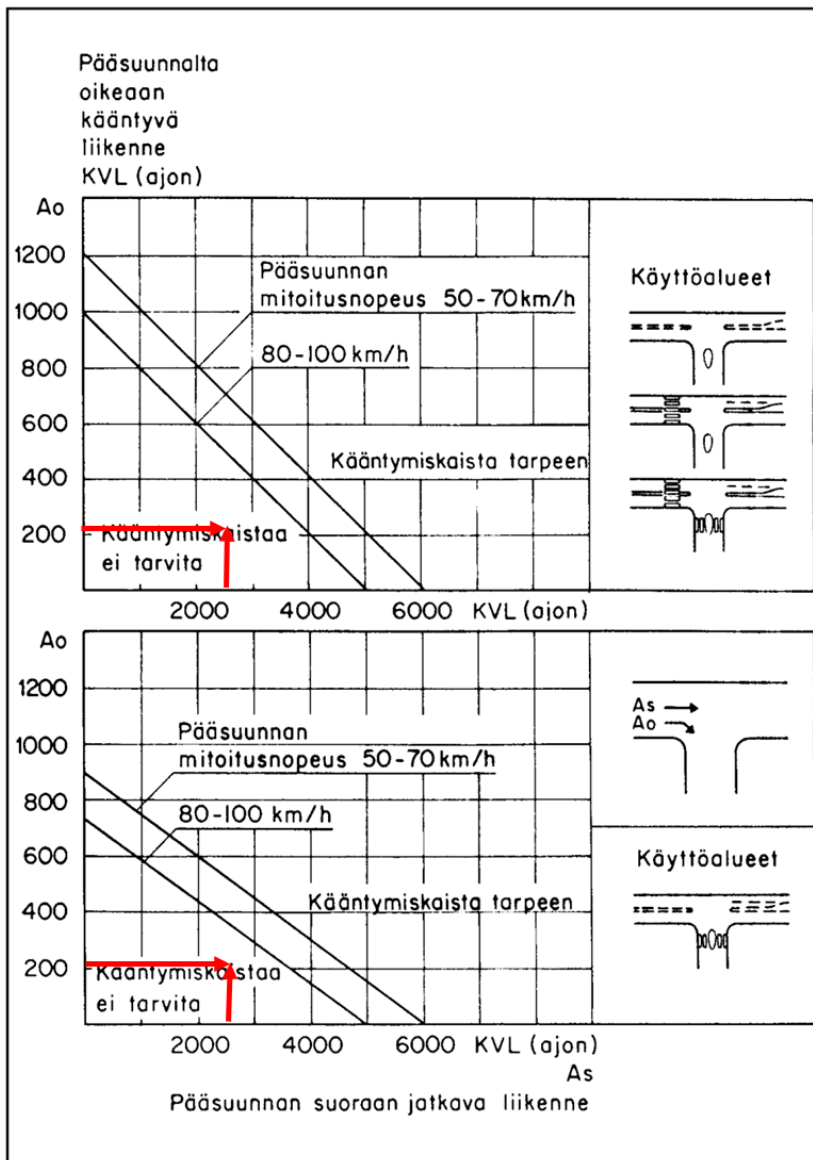 Pääsuunnalta
oikeaan
kääntyvä
liikenne
KVL (ajon)
Ao
1200
1000
800
600
400
200
Pääsuunnan
mitoitusnopeus 50-70km/h
80-100 km/h
Kääntymiskaista tarpeen
Kääntymiskaistaa
ei tarvita
2000 4000 6000 KVL (ajon)
Käyttöalueet
Ao
1200
1000
800
600
400
200
Pääsuunnan
mitoitusnopeus 50-70km/h
80-100 km/h
Kääntymiskaista tarpeen
Kääntymiskaistaa
ei tarvita
2000 4000 6000 KVL (ajon)
As
Pääsuunnan suoraan jatkava liikenne
As
Ao
Käyttöalueet